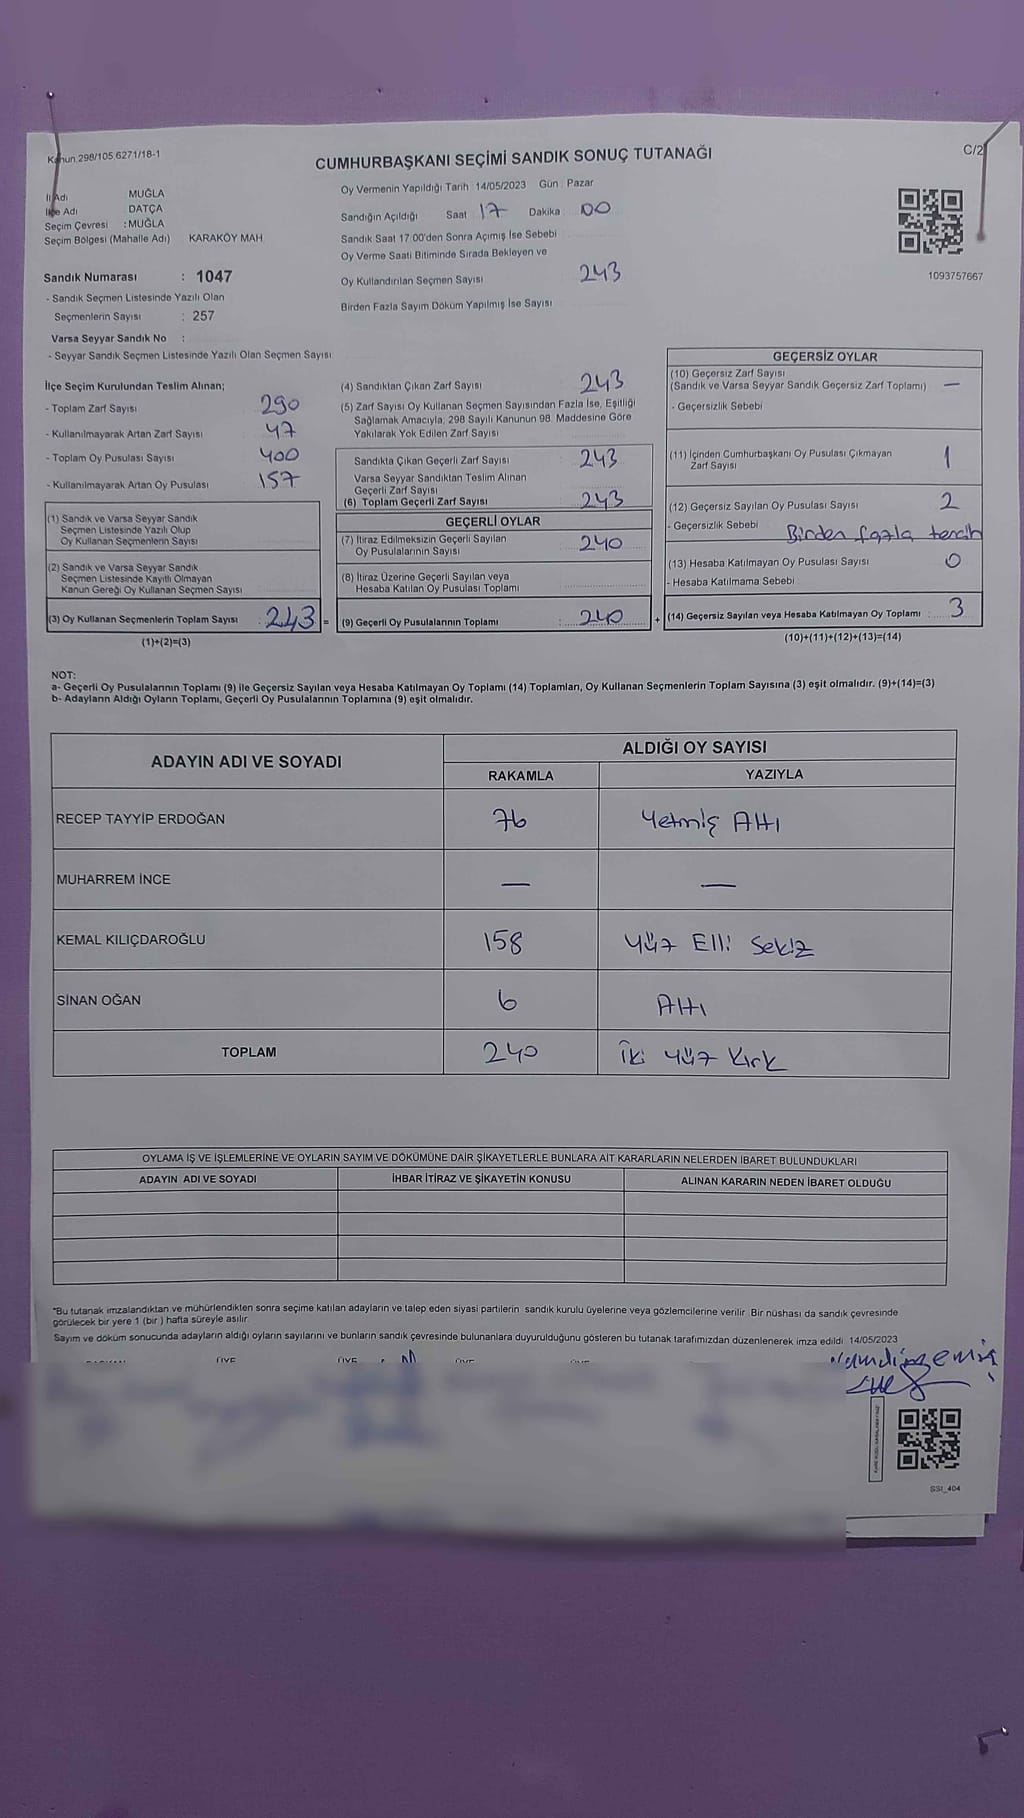 Kanun 298/105 6271/18-1
CUMHURBAŞKANI SEÇİMİ SANDIK SONUÇ TUTANAĞI
C/2
İl Adı MUĞLA
İlçe Adı DATÇA
Seçim Çevresi : MUĞLA
Seçim Bölgesi (Mahalle Adı) KARAKÖY MAH
Oy Vermenin Yapıldığı Tarih 14/05/2023 Gün : Pazar
Sandığın Açıldığı Saat 17 Dakika 00
Sandık Saat 17:00'den Sonra Açımış İse Sebebi
Oy Verme Saati Bitiminde Sırada Bekleyen ve
Oy Kullandırılan Seçmen Sayısı 243
Birden Fazla Sayım Döküm Yapılmış İse Sayısı
1093757667
Sandık Numarası : 1047
- Sandık Seçmen Listesinde Yazılı Olan
Seçmenlerin Sayısı : 257
Varsa Seyyar Sandık No :
- Seyyar Sandık Seçmen Listesinde Yazılı Olan Seçmen Sayısı
İlçe Seçim Kurulundan Teslim Alınan;
- Toplam Zarf Sayısı 290
- Kullanılmayarak Artan Zarf Sayısı 47
- Toplam Oy Pusulası Sayısı 400
- Kullanılmayarak Artan Oy Pusulası 157
(1) Sandık ve Varsa Seyyar Sandık
Seçmen Listesinde Yazılı Olup
Oy Kullanan Seçmenlerin Sayısı
(2) Sandık ve Varsa Seyyar Sandık
Seçmen Listesinde Kayıtlı Olmayan
Kanun Gereği Oy Kullanan Seçmen Sayısı
(3) Oy Kullanan Seçmenlerin Toplam Sayısı : 243 =
(1)+(2)=(3)
(4) Sandıktan Çıkan Zarf Sayısı 243
(5) Zarf Sayısı Oy Kullanan Seçmen Sayısından Fazla İse, Eşitliği
Sağlamak Amacıyla; 298 Sayılı Kanunun 98. Maddesine Göre
Yakılarak Yok Edilen Zarf Sayısı
Sandıkta Çıkan Geçerli Zarf Sayısı 243
Varsa Seyyar Sandıktan Teslim Alınan
Geçerli Zarf Sayısı
(6) Toplam Geçerli Zarf Sayısı 243
GEÇERLİ OYLAR
(7) İtiraz Edilmeksizin Geçerli Sayılan
Oy Pusulalarının Sayısı 240
(8) İtiraz Üzerine Geçerli Sayılan veya
Hesaba Katılan Oy Pusulası Toplamı
(9) Geçerli Oy Pusulalarının Toplamı : 240 +
GEÇERSİZ OYLAR
(10) Geçersiz Zarf Sayısı
(Sandık ve Varsa Seyyar Sandık Geçersiz Zarf Toplamı) —
- Geçersizlik Sebebi
(11) İçinden Cumhurbaşkanı Oy Pusulası Çıkmayan
Zarf Sayısı 1
(12) Geçersiz Sayılan Oy Pusulası Sayısı 2
- Geçersizlik Sebebi Birden fazla tercih
(13) Hesaba Katılmayan Oy Pusulası Sayısı 0
- Hesaba Katılmama Sebebi
(14) Geçersiz Sayılan veya Hesaba Katılmayan Oy Toplamı : 3
(10)+(11)+(12)+(13)=(14)
NOT:
a- Geçerli Oy Pusulalarının Toplamı (9) ile Geçersiz Sayılan veya Hesaba Katılmayan Oy Toplamı (14) Toplamları, Oy Kullanan Seçmenlerin Toplam Sayısına (3) eşit olmalıdır. (9)+(14)=(3)
b- Adayların Aldığı Oyların Toplamı, Geçerli Oy Pusulalarının Toplamına (9) eşit olmalıdır.
ADAYIN ADI VE SOYADI ALDIĞI OY SAYISI
RAKAMLA YAZIYLA
RECEP TAYYİP ERDOĞAN 76 Yetmiş Altı
MUHARREM İNCE — —
KEMAL KILIÇDAROĞLU 158 Yüz Elli Sekiz
SİNAN OĞAN 6 Altı
TOPLAM 240 İki Yüz Kırk
OYLAMA İŞ VE İŞLEMLERİNE VE OYLARIN SAYIM VE DÖKÜMÜNE DAİR ŞİKAYETLERLE BUNLARA AİT KARARLARIN NELERDEN İBARET BULUNDUKLARI
ADAYIN ADI VE SOYADI İHBAR İTİRAZ VE ŞİKAYETİN KONUSU ALINAN KARARIN NEDEN İBARET OLDUĞU
*Bu tutanak imzalandıktan ve mühürlendikten sonra seçime katılan adayların ve talep eden siyasi partilerin sandık kurulu üyelerine veya gözlemcilerine verilir. Bir nüshası da sandık çevresinde
görülecek bir yere 1 (bir ) hafta süreyle asılır.
Sayım ve döküm sonucunda adayların aldığı oyların sayılarını ve bunların sandık çevresinde bulunanlara duyurulduğunu gösteren bu tutanak tarafımızdan düzenlenerek imza edildi 14/05/2023
ÜYE ÜYE
SSI_404